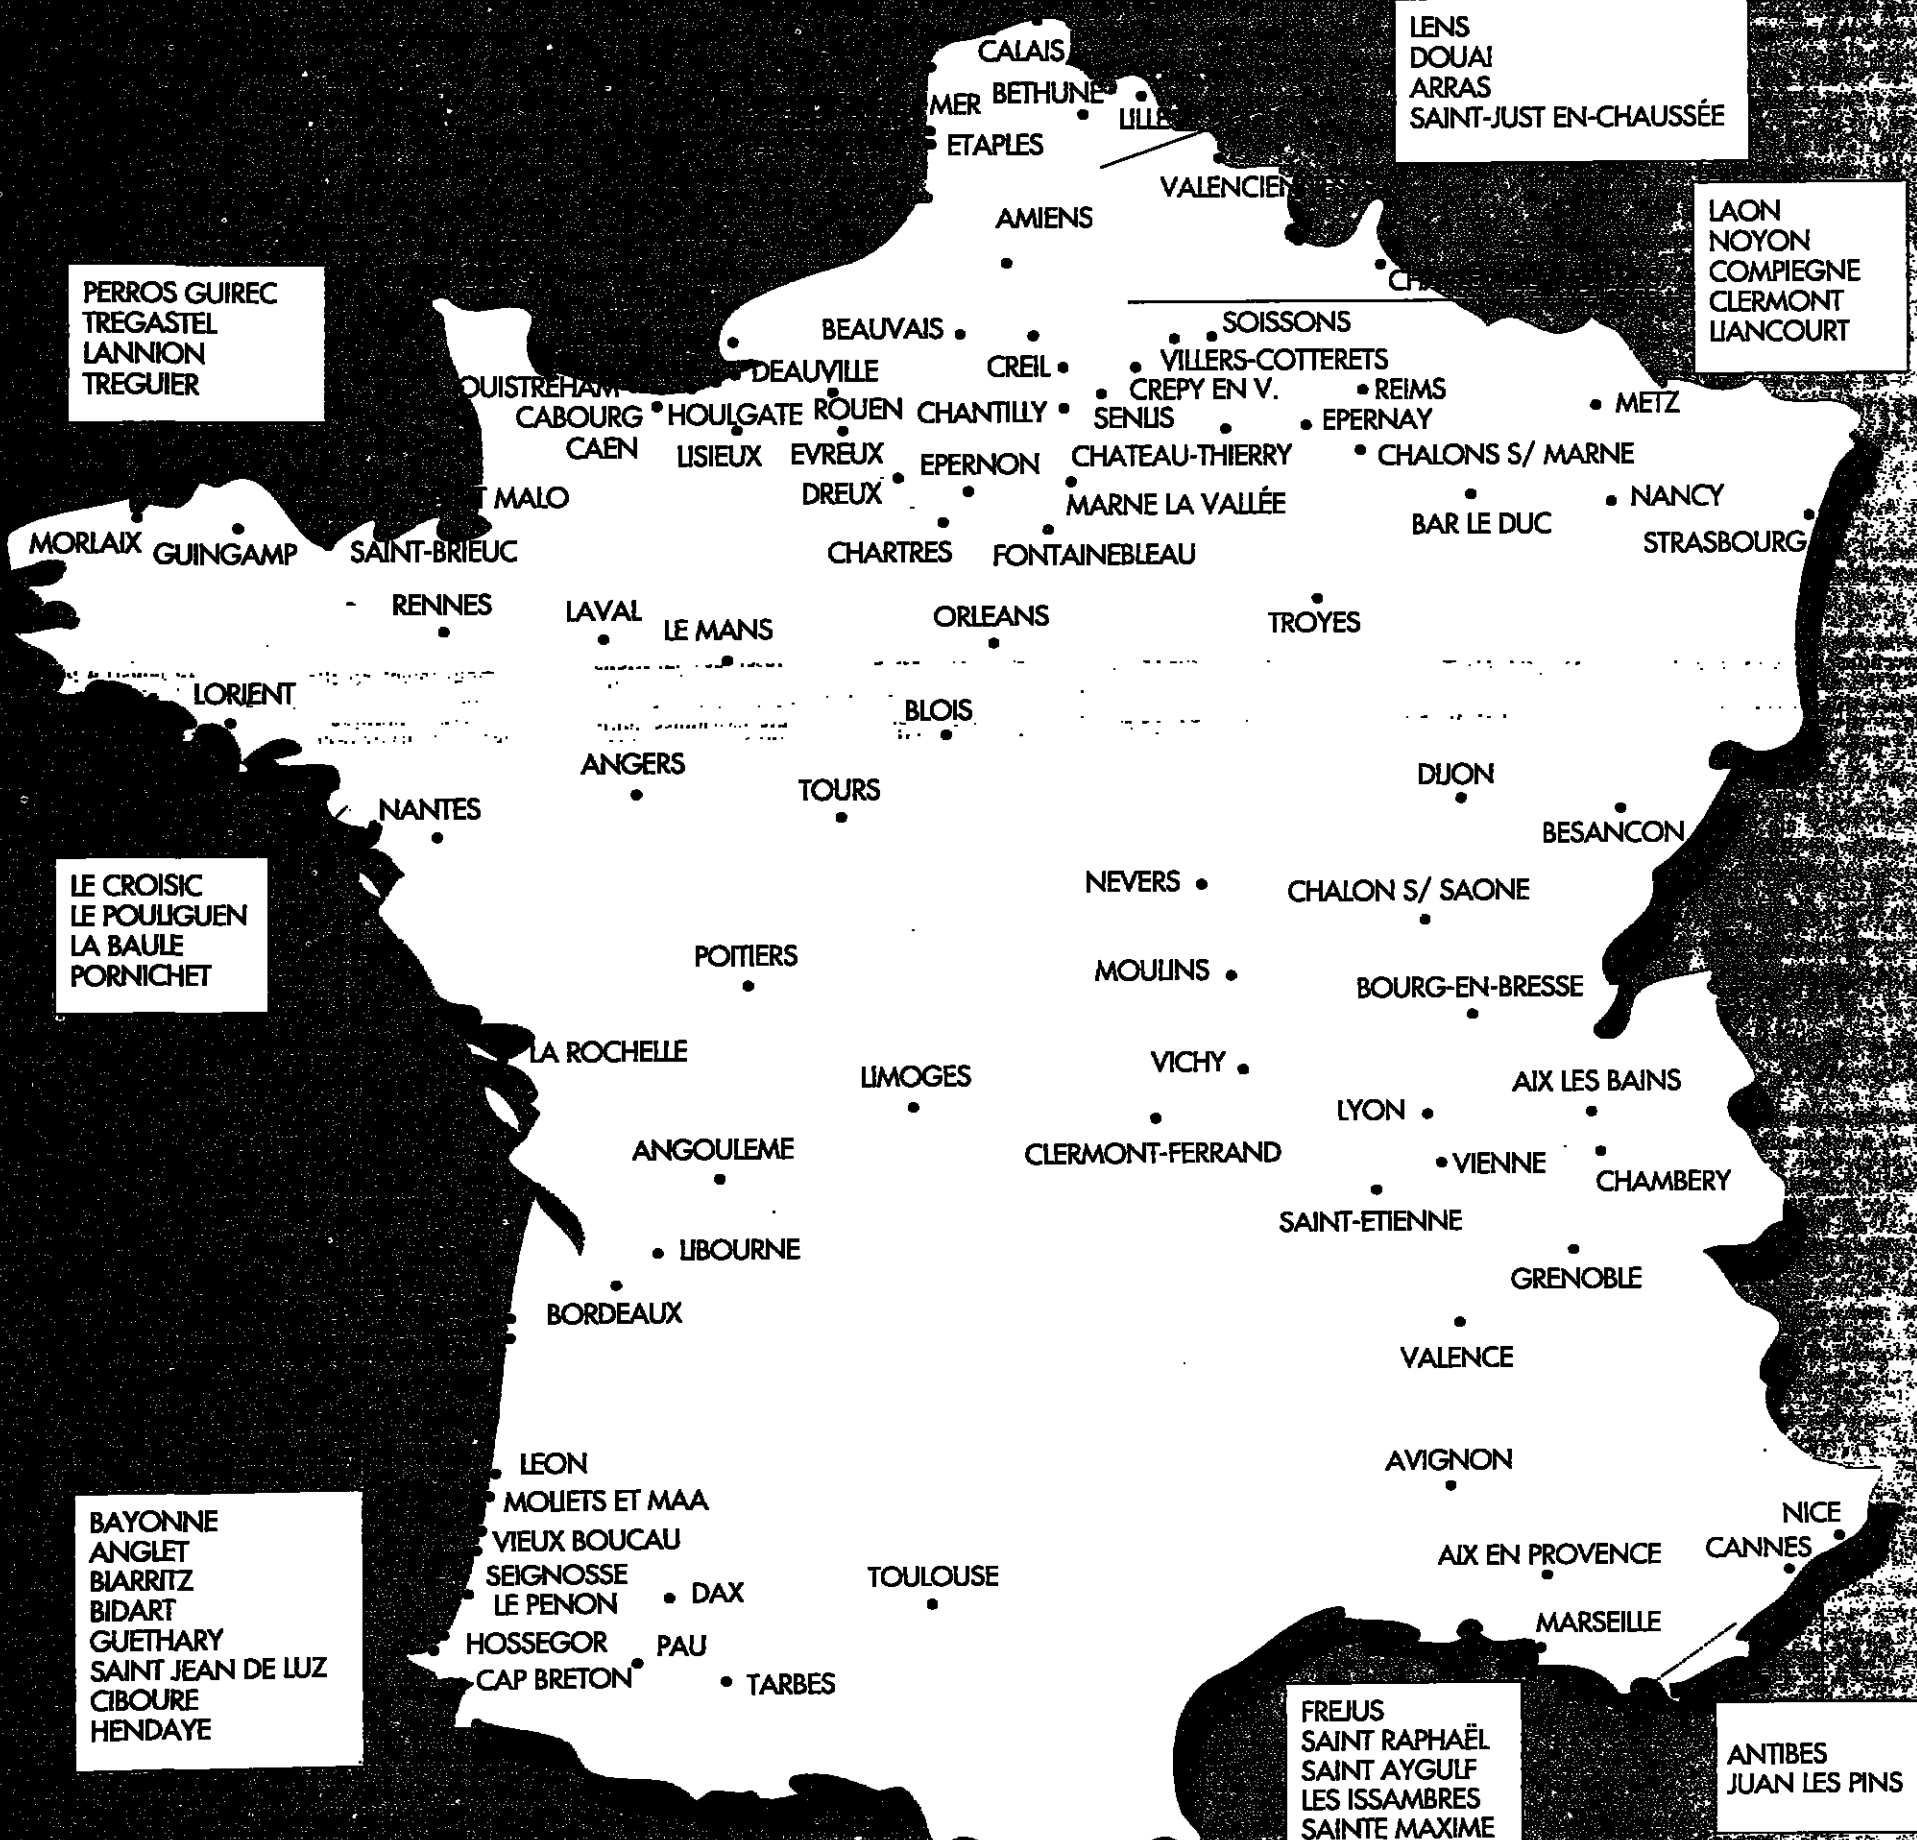 LENS
DOUAI
ARRAS
SAINT-JUST EN-CHAUSSÉE
CALAIS
MER
BETHUNE
LILLE
ETAPLES
AMIENS
LAON
NOYON
COMPIEGNE
CLERMONT
LIANCOURT
PERROS GUIREC
TREGASTEL
LANNION
TREGUIER
BEAUVAIS
SOISSONS
CREIL
VILLERS-COTTERETS
DEAUVILLE
OUISTREHAM
CREPY EN V.
REIMS
METZ
CABOURG
HOULGATE
ROUEN
CHANTILLY
SENLIS
EPERNAY
CAEN
LISIEUX
EVREUX
EPERNON
CHATEAU-THIERRY
CHALONS S/ MARNE
T MALO
DREUX
MARNE LA VALLÉE
NANCY
BAR LE DUC
MORLAIX
GUINGAMP
SAINT-BRIEUC
CHARTRES
FONTAINEBLEAU
STRASBOURG
RENNES
LAVAL
LE MANS
ORLEANS
TROYES
LORIENT
BLOIS
ANGERS
TOURS
DIJON
NANTES
BESANCON
LE CROISIC
LE POULIGUEN
LA BAULE
PORNICHET
NEVERS
CHALON S/ SAONE
POITIERS
MOULINS
BOURG-EN-BRESSE
LA ROCHELLE
LIMOGES
VICHY
AIX LES BAINS
LYON
ANGOULEME
CLERMONT-FERRAND
VIENNE
CHAMBERY
SAINT-ETIENNE
LIBOURNE
GRENOBLE
BORDEAUX
VALENCE
LEON
MOLIETS ET MAA
VIEUX BOUCAU
SEIGNOSSE
LE PENON
DAX
HOSSEGOR
PAU
CAP BRETON
TARBES
TOULOUSE
AVIGNON
NICE
AIX EN PROVENCE
CANNES
MARSEILLE
BAYONNE
ANGLET
BIARRITZ
BIDART
GUETHARY
SAINT JEAN DE LUZ
CIBOURE
HENDAYE
FREJUS
SAINT RAPHAËL
SAINT AYGULF
LES ISSAMBRES
SAINTE MAXIME
ANTIBES
JUAN LES PINS